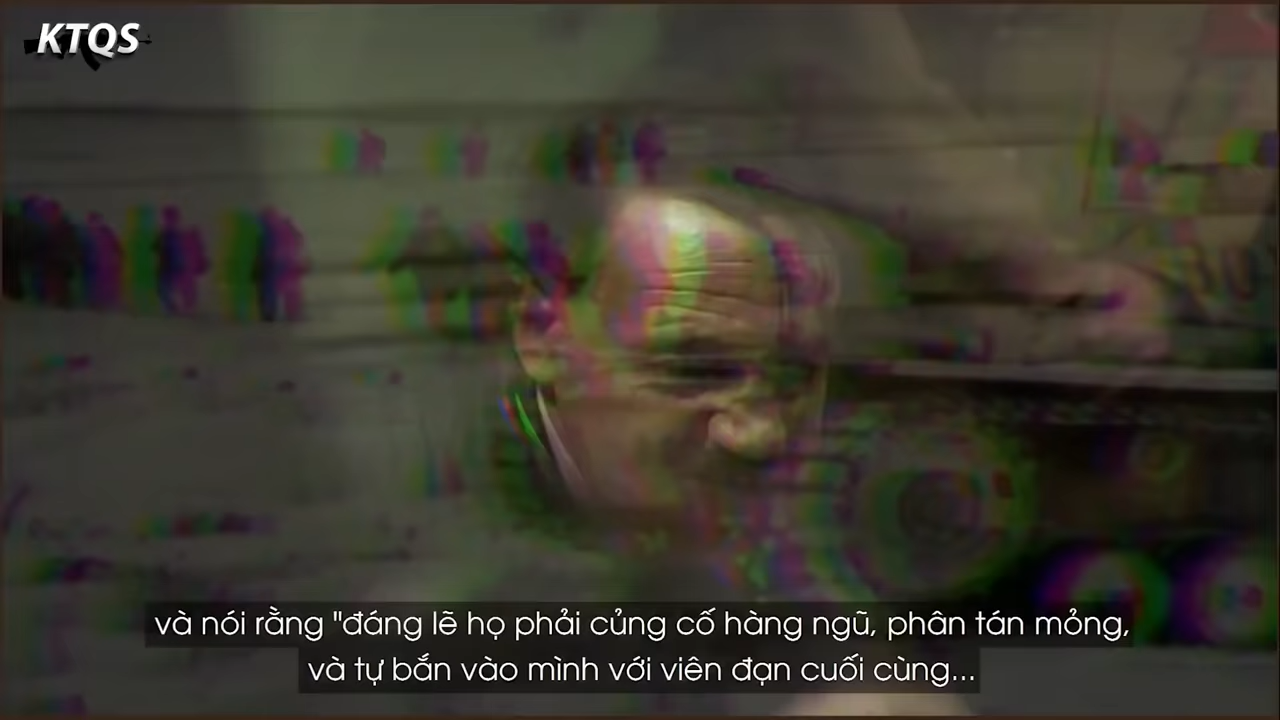 KTQS
và nói rằng "đáng lẽ họ phải củng cố hàng ngũ, phân tán mỏng,
và tự bắn vào mình với viên đạn cuối cùng...